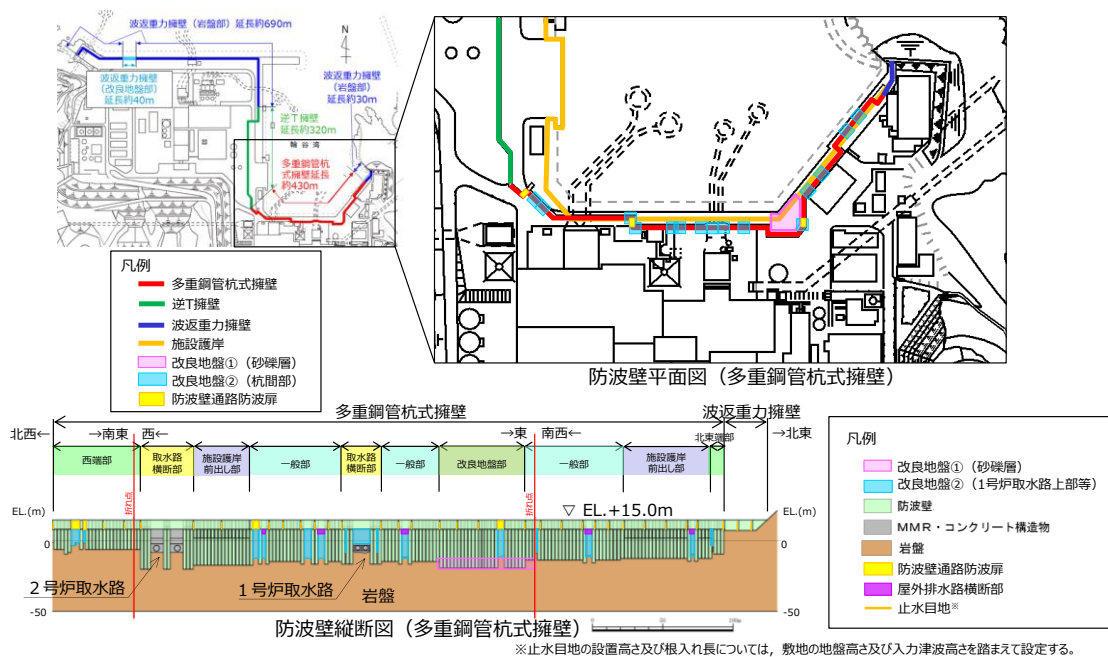 波返重力擁壁（岩盤部）延長約690m
N
波返重力擁壁
（改良地盤部）
延長約40m
波返重力擁壁
（岩盤部）
延長約30m
逆T擁壁
延長約320m
輪谷湾
多重鋼管杭
式擁壁延長
約430m
凡例
多重鋼管杭式擁壁
逆T擁壁
波返重力擁壁
施設護岸
改良地盤①（砂礫層）
改良地盤②（杭間部）
防波壁通路防波扉
防波壁平面図（多重鋼管杭式擁壁）
多重鋼管杭式擁壁
波返重力擁壁
北西←
→南東
西←
→東
南西←
北東端部
→北東
西端部
取水路
横断部
施設護岸
前出し部
一般部
取水路
横断部
一般部
改良地盤部
一般部
施設護岸
前出し部
折れ点
折れ点
EL.(m)
▽ EL.+15.0m
EL.(m)
0
0
２号炉取水路
１号炉取水路
岩盤
-50
-50
防波壁縦断図（多重鋼管杭式擁壁）
0
50
100m
凡例
改良地盤①（砂礫層）
改良地盤②（1号炉取水路上部等）
防波壁
MMR・コンクリート構造物
岩盤
防波壁通路防波扉
屋外排水路横断部
止水目地※
※止水目地の設置高さ及び根入れ長については，敷地の地盤高さ及び入力津波高さを踏まえて設定する。